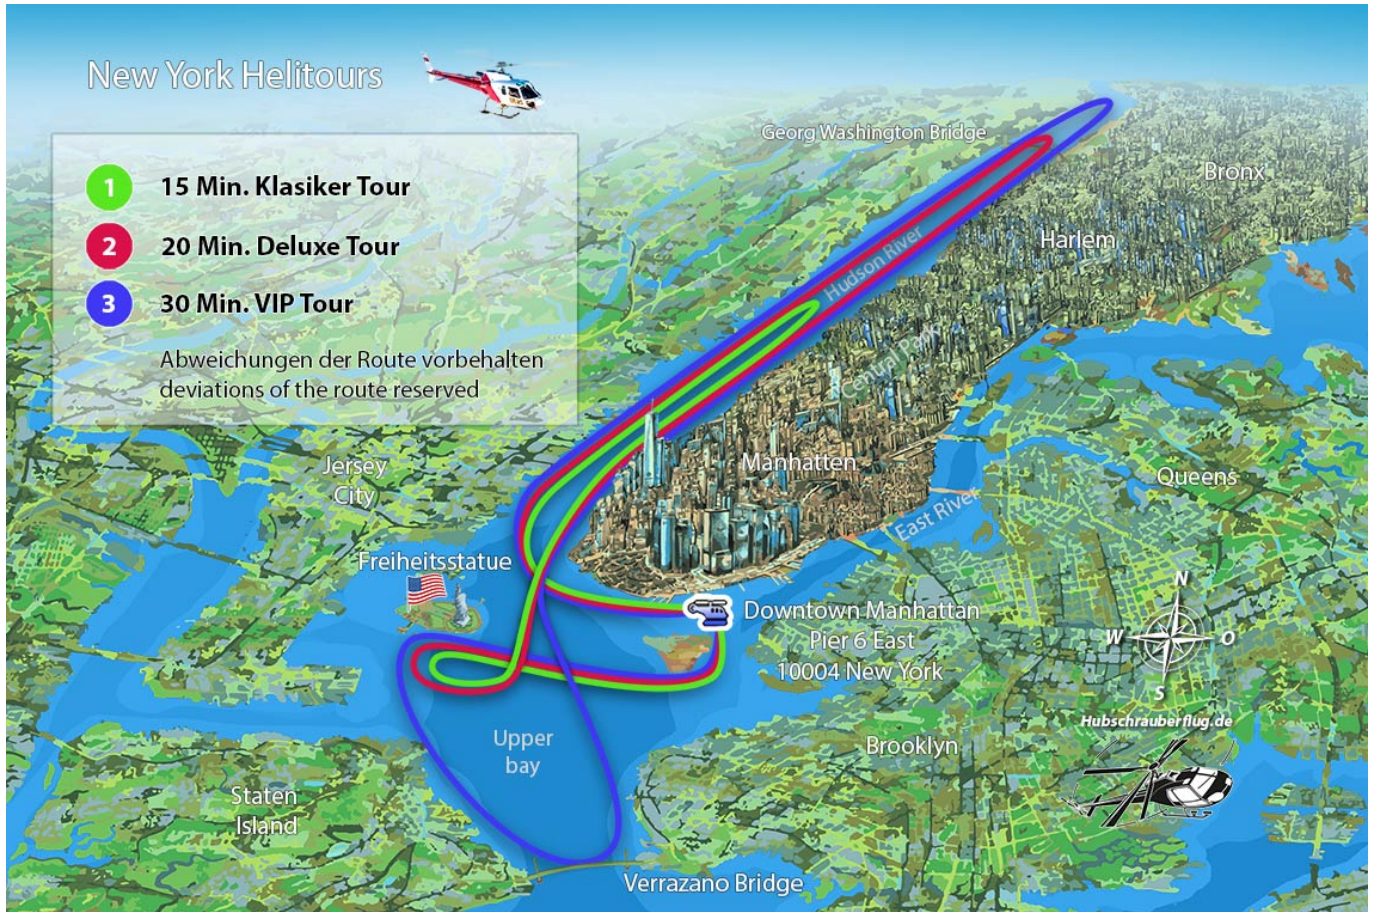 New York Helitours
1 15 Min. Klasiker Tour
2 20 Min. Deluxe Tour
3 30 Min. VIP Tour
Abweichungen der Route vorbehalten
deviations of the route reserved
Georg Washington Bridge
Bronx
Harlem
Hudson River
Central Park
Jersey
City
Manhatten
Queens
East River
Freiheitsstatue
Downtown Manhattan
Pier 6 East
10004 New York
N
W
O
S
Hubschrauberflug.de
Upper
bay
Brooklyn
Staten
Island
Verrazano Bridge